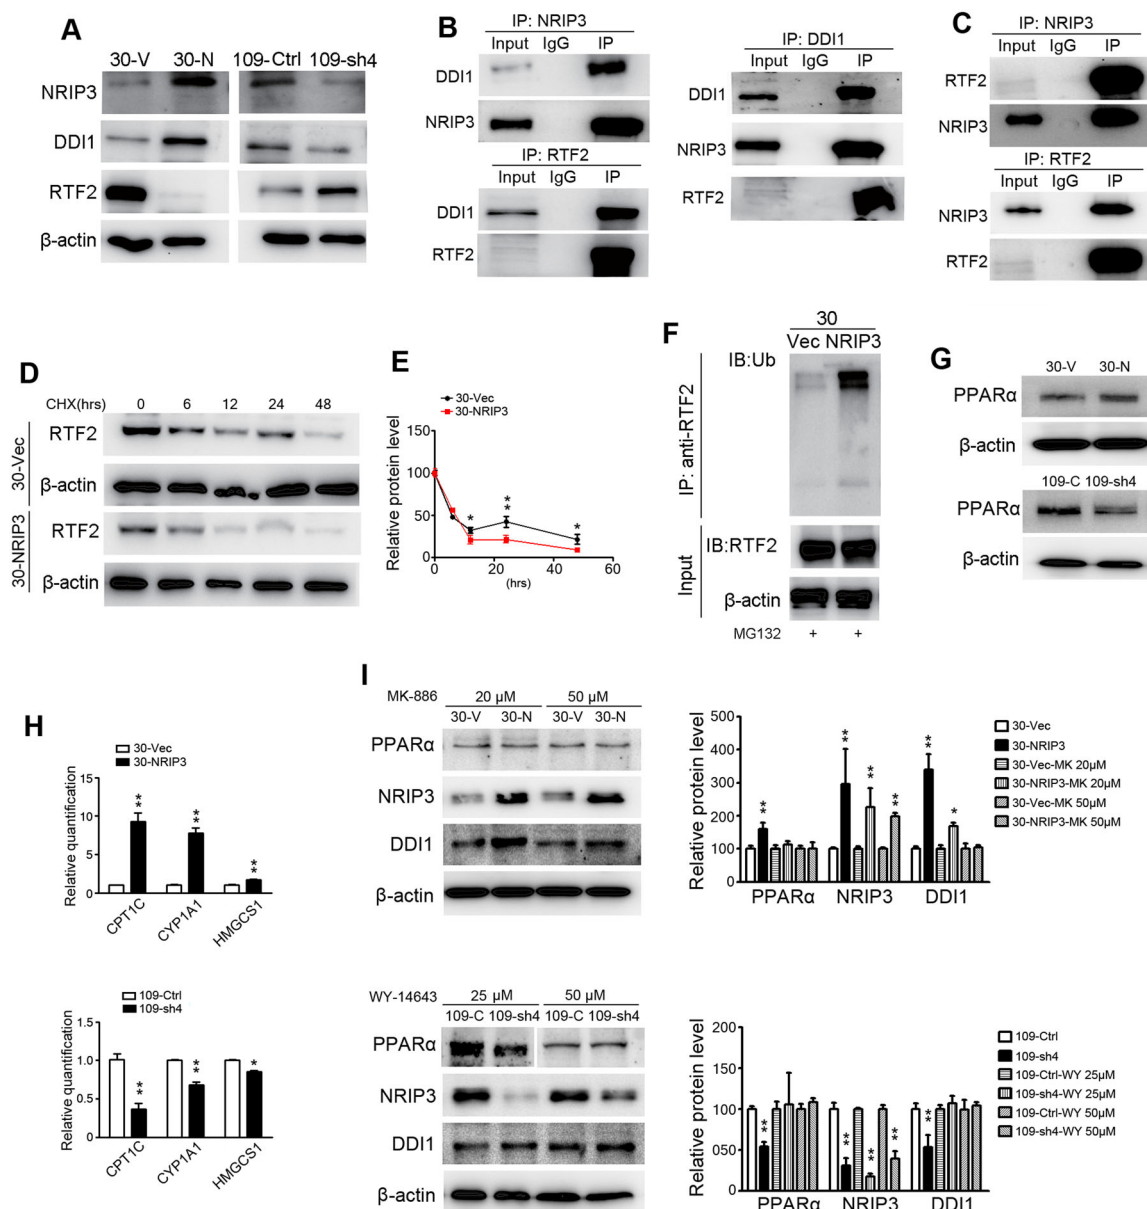 A
30-V 30-N 109-Ctrl 109-sh4
NRIP3
DDI1
RTF2
β-actin
B
IP: NRIP3
Input IgG IP
DDI1
NRIP3
IP: RTF2
Input IgG IP
DDI1
RTF2
IP: DDI1
Input IgG IP
DDI1
NRIP3
RTF2
C
IP: NRIP3
Input IgG IP
RTF2
NRIP3
IP: RTF2
Input IgG IP
NRIP3
RTF2
D
CHX(hrs) 0 6 12 24 48
30-Vec
RTF2
β-actin
30-NRIP3
RTF2
β-actin
E
30-Vec
30-NRIP3
Relative protein level
150
100
50
0
0 20 40 60
(hrs)
*
**
*
F
30
Vec NRIP3
IB:Ub
IP: anti-RTF2
IB:RTF2
Input
β-actin
MG132 + +
G
30-V 30-N
PPARα
β-actin
109-C 109-sh4
PPARα
β-actin
H
30-Vec
30-NRIP3
Relative quantification
15
10
5
0
** ** **
CPT1C CYP1A1 HMGCS1
109-Ctrl
109-sh4
Relative quantification
1.5
1.0
0.5
0.0
** ** *
CPT1C CYP1A1 HMGCS1
I
MK-886 20 µM 50 µM
30-V 30-N 30-V 30-N
PPARα
NRIP3
DDI1
β-actin
Relative protein level
500
400
300
200
100
0
** ** ** ** ** *
PPARα NRIP3 DDI1
30-Vec
30-NRIP3
30-Vec-MK 20µM
30-NRIP3-MK 20µM
30-Vec-MK 50µM
30-NRIP3-MK 50µM
WY-14643 25 µM 50 µM
109-C 109-sh4 109-C 109-sh4
PPARα
NRIP3
DDI1
β-actin
Relative protein level
200
150
100
050
0
** ** ** ** **
PPARα NRIP3 DDI1
109-Ctrl
109-sh4
109-Ctrl-WY 25µM
109-sh4-WY 25µM
109-Ctrl-WY 50µM
109-sh4-WY 50µM